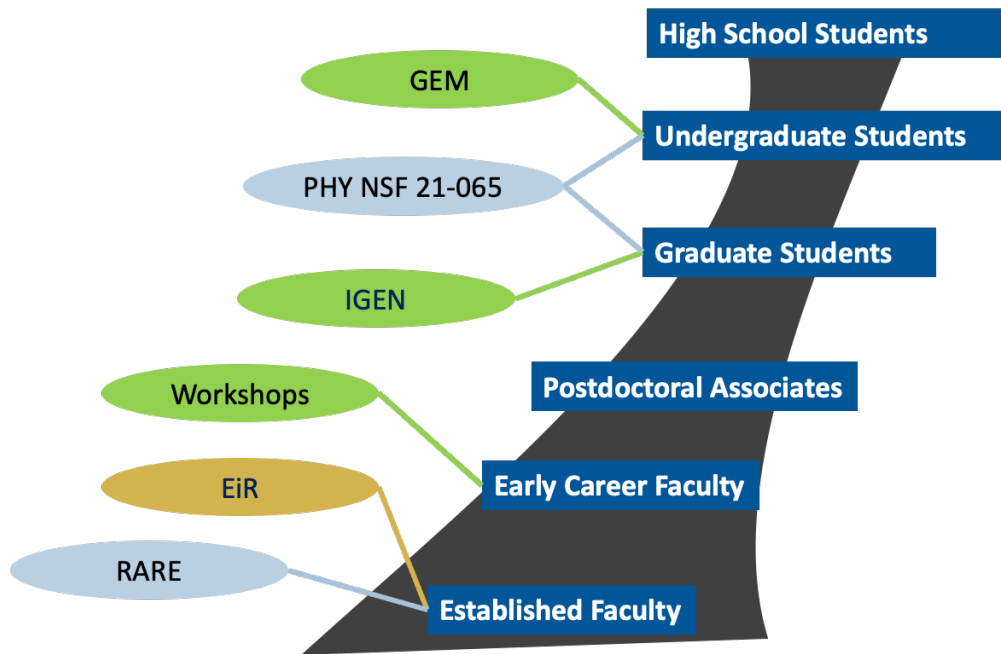 High School Students
GEM
Undergraduate Students
PHY NSF 21-065
Graduate Students
IGEN
Postdoctoral Associates
Workshops
Early Career Faculty
EiR
RARE
Established Faculty